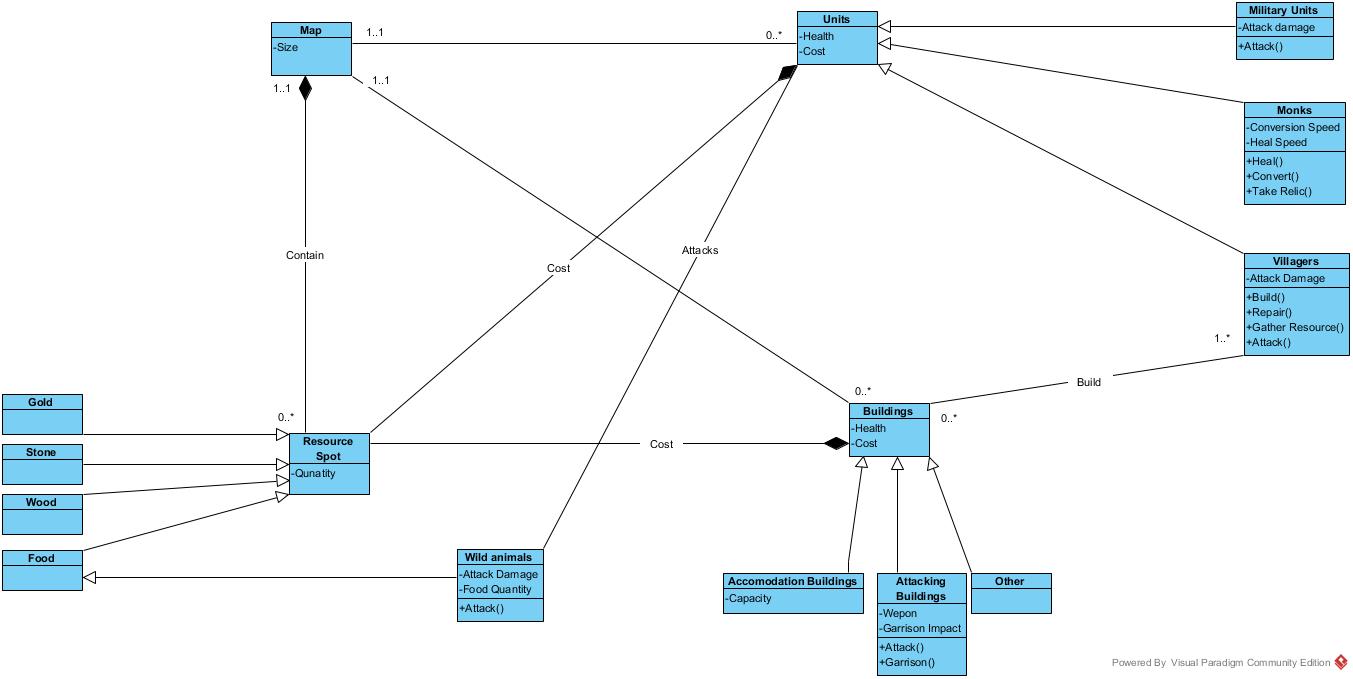 Map
-Size
1..1
0..*
Units
-Health
-Cost
Military Units
-Attack damage
+Attack()
1..1
1..1
Monks
-Conversion Speed
-Heal Speed
+Heal()
+Convert()
+Take Relic()
Contain
Cost
Attacks
Villagers
-Attack Damage
+Build()
+Repair()
+Gather Resource()
+Attack()
1..*
Build
0..*
0..*
Buildings
-Health
-Cost
Gold
Stone
Wood
Food
0..*
Resource
Spot
-Qunatity
Cost
Wild animals
-Attack Damage
-Food Quantity
+Attack()
Accomodation Buildings
-Capacity
Attacking
Buildings
-Wepon
-Garrison Impact
+Attack()
+Garrison()
Other
Powered By Visual Paradigm Community Edition